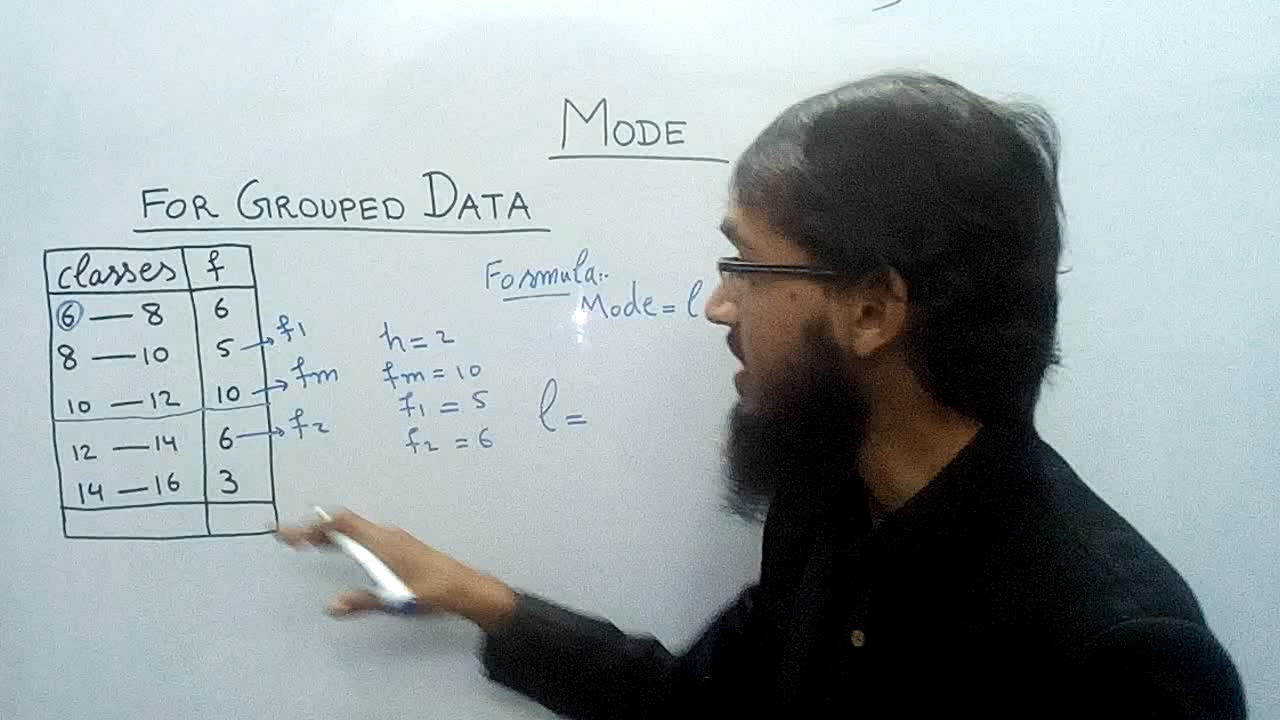 MODE
FOR GROUPED DATA
classes f
6 — 8 6
8 — 10 5 → f1
10 — 12 10 → fm
12 — 14 6 → f2
14 — 16 3
Formula:-
Mode = l
h = 2
fm = 10
f1 = 5
f2 = 6
l =